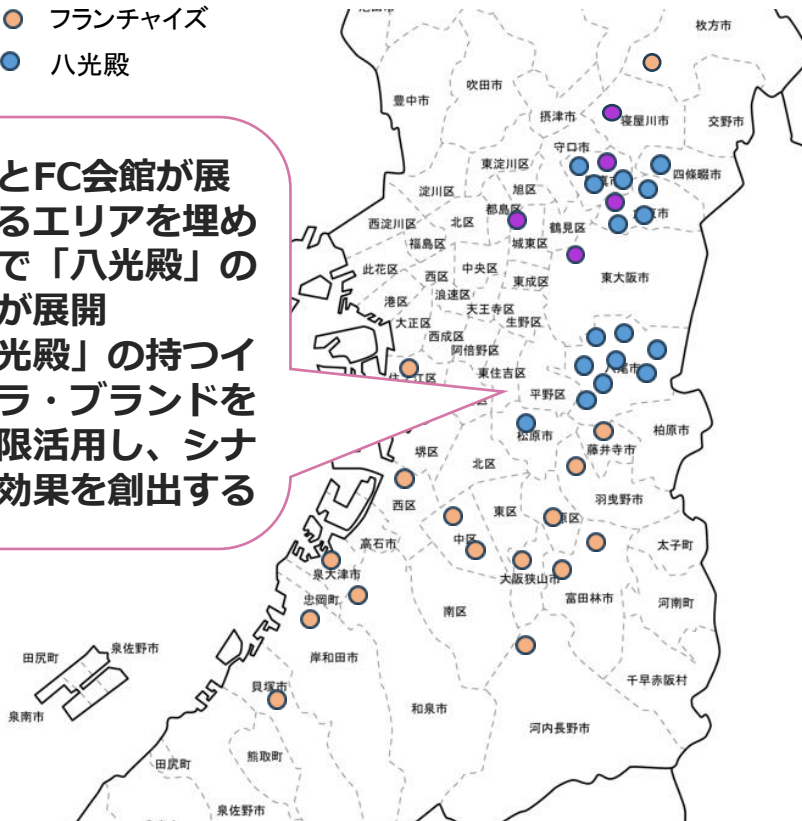 フランチャイズ
八光殿
とFC会館が展
るエリアを埋め
で「八光殿」の
が展開
光殿」の持つイ
ラ・ブランドを
限活用し、シナ
効果を創出する
枚方市
吹田市
豊中市
摂津市
寝屋川市
交野市
守口市
東淀川区
四條畷市
淀川区
旭区
都島区
西淀川区
北区
鶴見区
福島区
城東区
此花区
西区
中央区
東成区
東大阪市
港区
浪速区
天王寺区
大正区
生野区
西成区
阿倍野区
東住吉区
平野区
松原市
柏原市
藤井寺市
堺区
北区
西区
東区
羽曳野市
原区
中区
高石市
太子町
泉大津市
大阪狭山市
忠岡町
南区
富田林市
河南町
田尻町
泉佐野市
岸和田市
千早赤阪村
貝塚市
泉南市
和泉市
河内長野市
田尻町
熊取町
泉佐野市